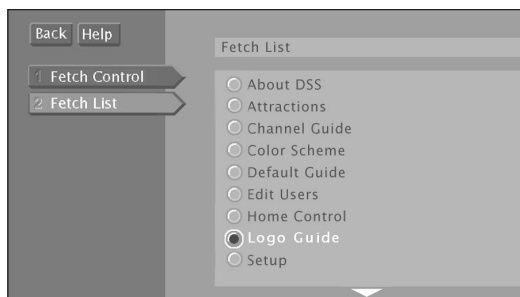 Back Help
1 Fetch Control
2 Fetch List
Fetch List
About DSS
Attractions
Channel Guide
Color Scheme
Default Guide
Edit Users
Home Control
Logo Guide
Setup